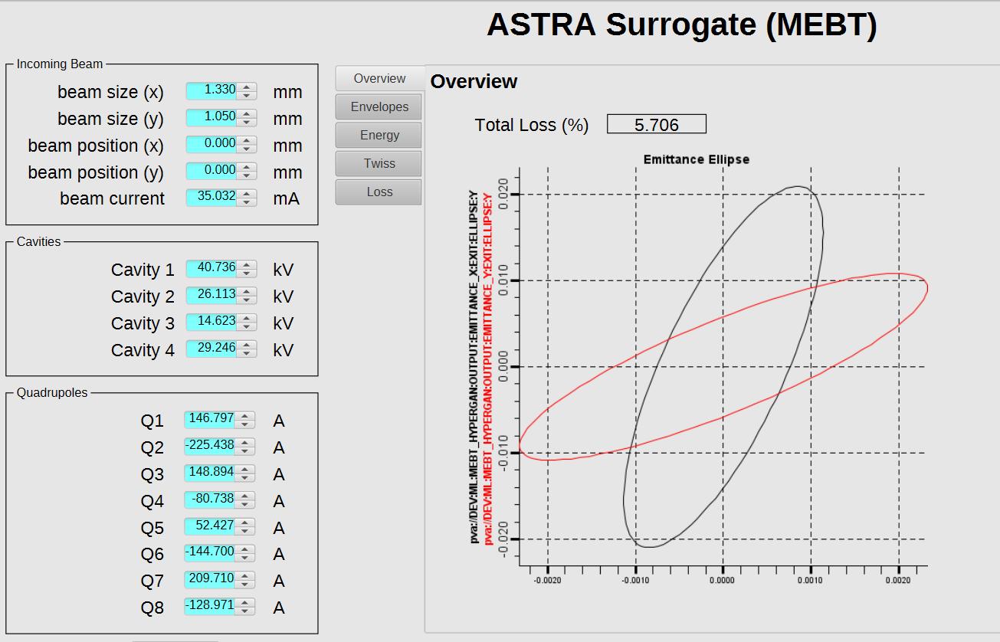 ASTRA Surrogate (MEBT)
Incoming Beam
beam size (x) 1.330 mm
beam size (y) 1.050 mm
beam position (x) 0.000 mm
beam position (y) 0.000 mm
beam current 35.032 mA
Cavities
Cavity 1 40.736 kV
Cavity 2 26.113 kV
Cavity 3 14.623 kV
Cavity 4 29.246 kV
Quadrupoles
Q1 146.797 A
Q2 -225.438 A
Q3 148.894 A
Q4 -80.738 A
Q5 52.427 A
Q6 -144.700 A
Q7 209.710 A
Q8 -128.971 A
Overview
Envelopes
Energy
Twiss
Loss
Overview
Total Loss (%) 5.706
Emittance Ellipse
pva://DEV:ML:MEBT_HYPERGAN:OUTPUT:EMITTANCE_X:EXIT:ELLIPSE:Y
pva://DEV:ML:MEBT_HYPERGAN:OUTPUT:EMITTANCE_Y:EXIT:ELLIPSE:Y
0.020
0.010
0.000
-0.010
-0.020
-0.0020 -0.0010 0.0000 0.0010 0.0020